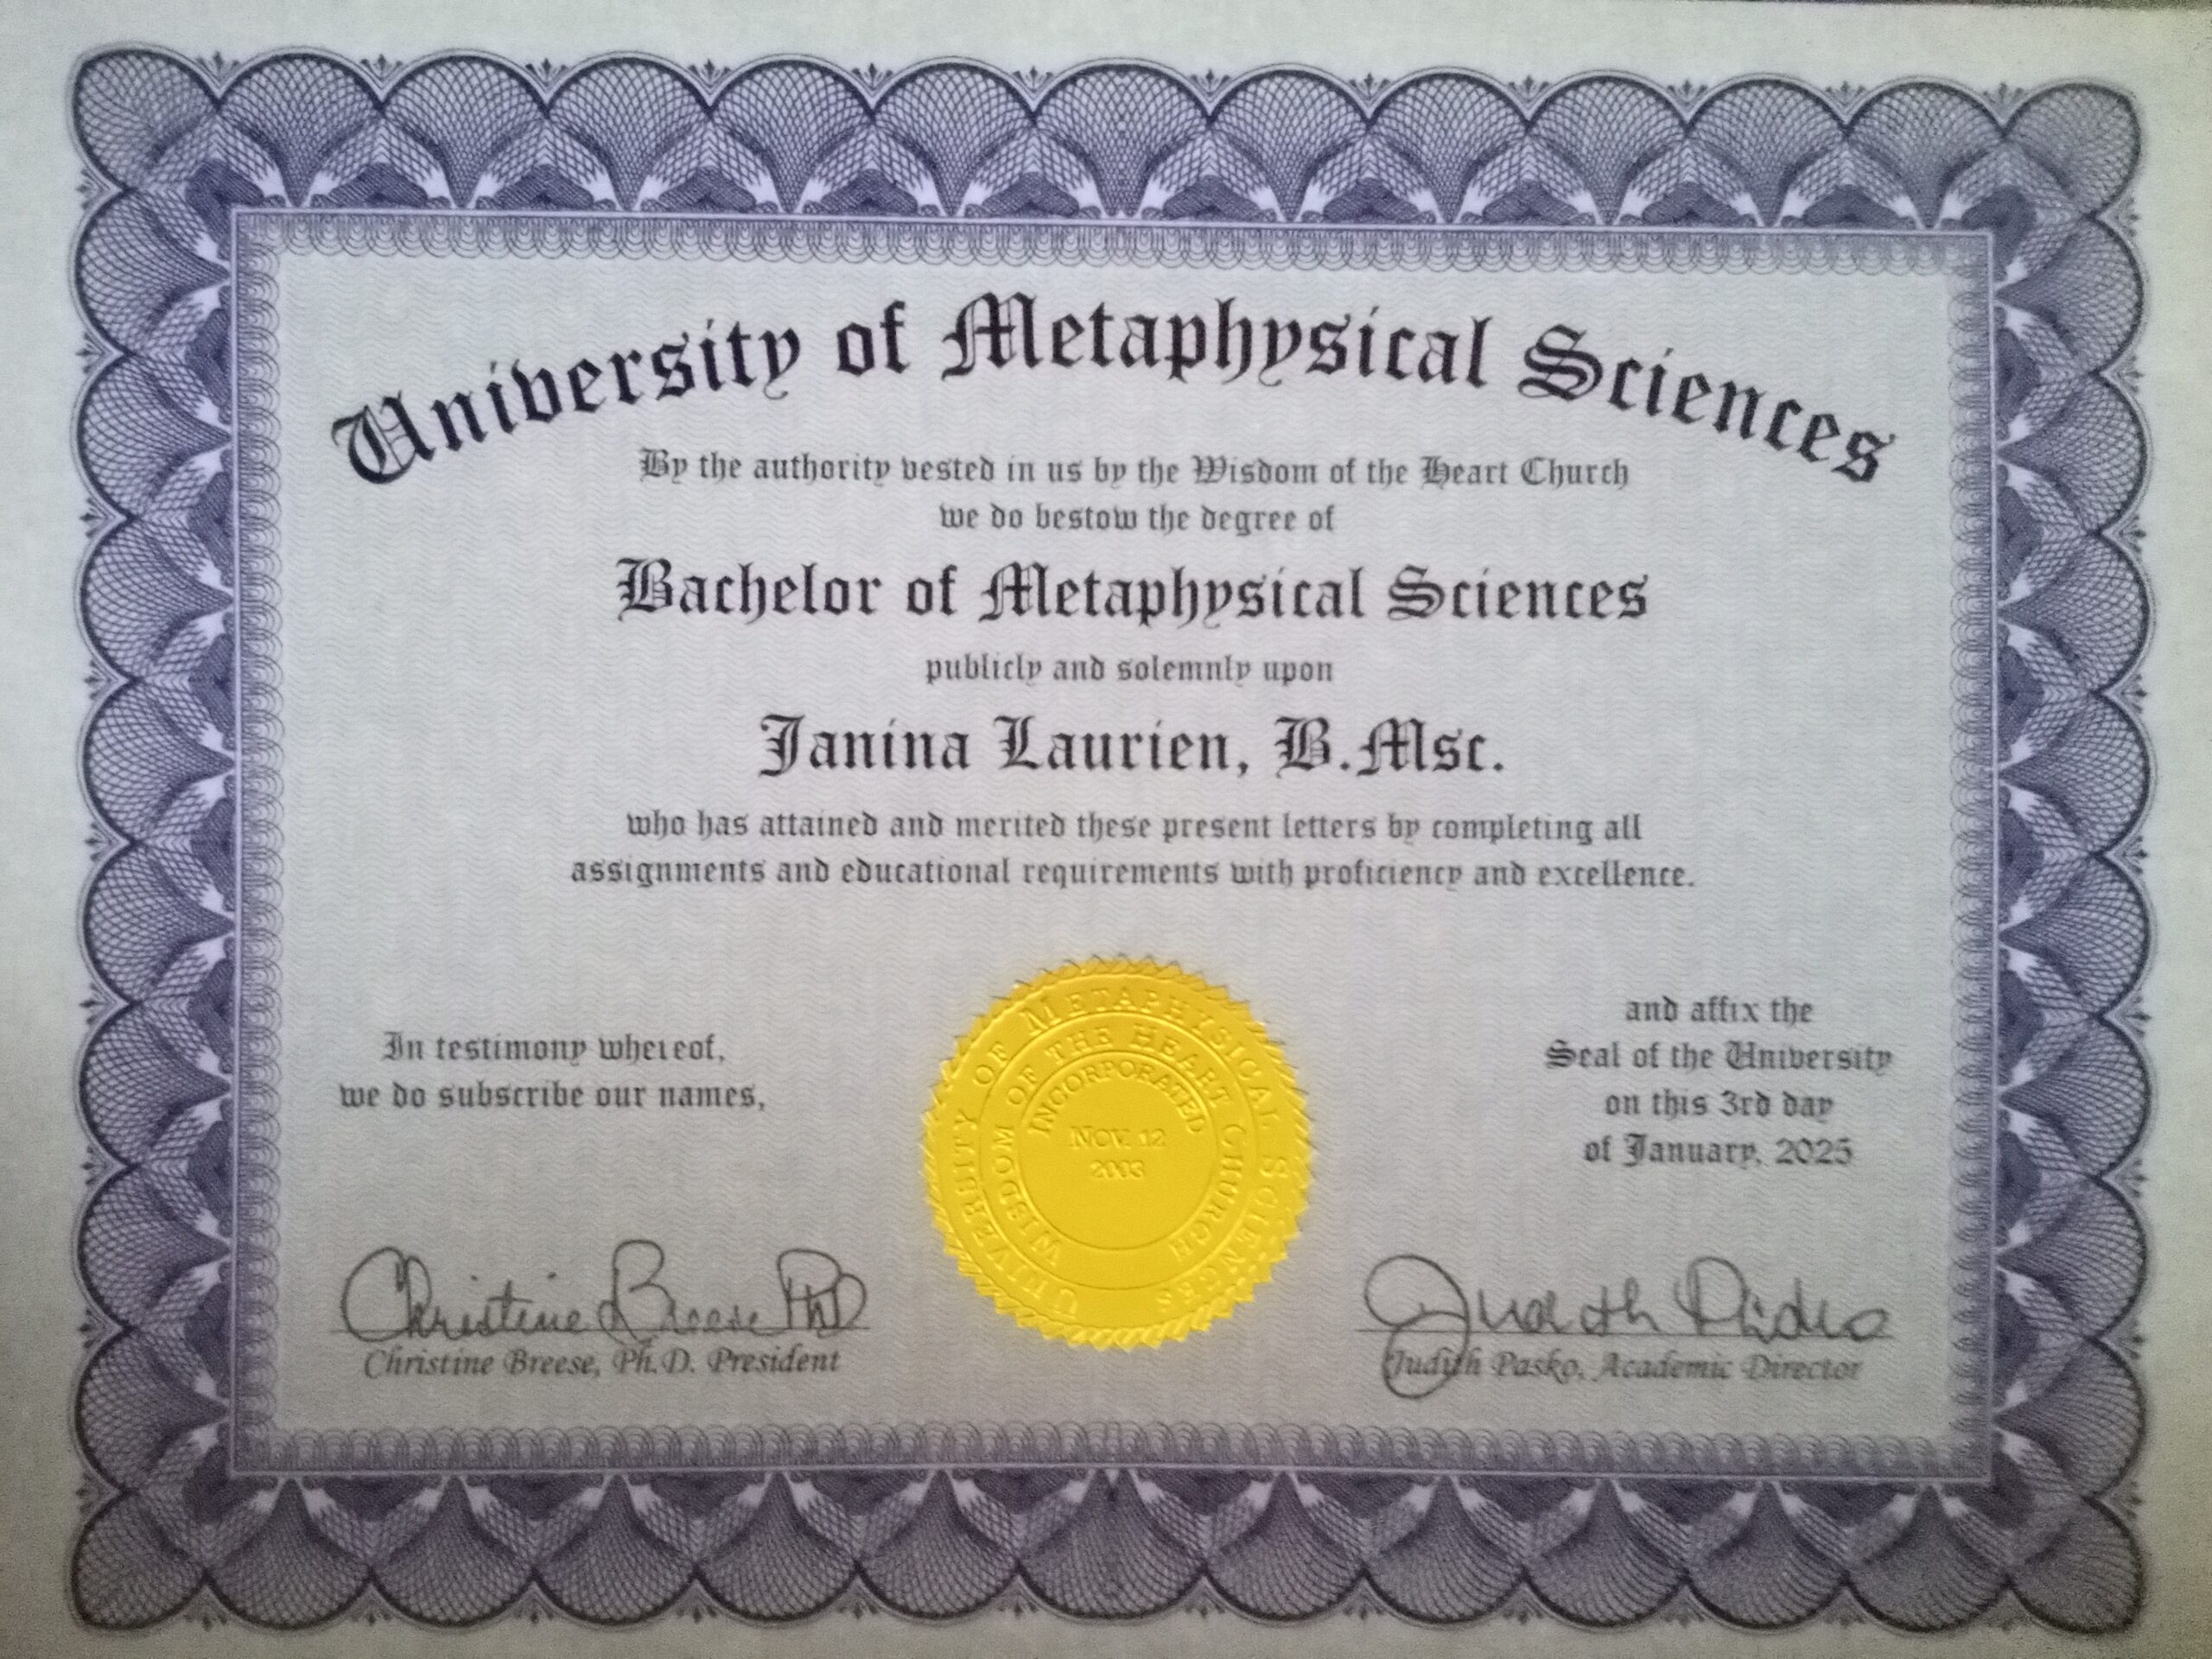 University of Metaphysical Sciences
By the authority vested in us by the Wisdom of the Heart Church
we do bestow the degree of
Bachelor of Metaphysical Sciences
publicly and solemnly upon
Janina Laurien, B.Msc.
who has attained and merited these present letters by completing all
assignments and educational requirements with proficiency and excellence.
In testimony whereof,
we do subscribe our names,
UNIVERSITY OF METAPHYSICAL SCIENCES
WISDOM OF THE HEART CHURCH
INCORPORATED
NOV. 12
2003
and affix the
Seal of the University
on this 3rd day
of January, 2025
Christine Breese PhD
Christine Breese, Ph.D. President
Judith
Judith Pasko, Academic Director